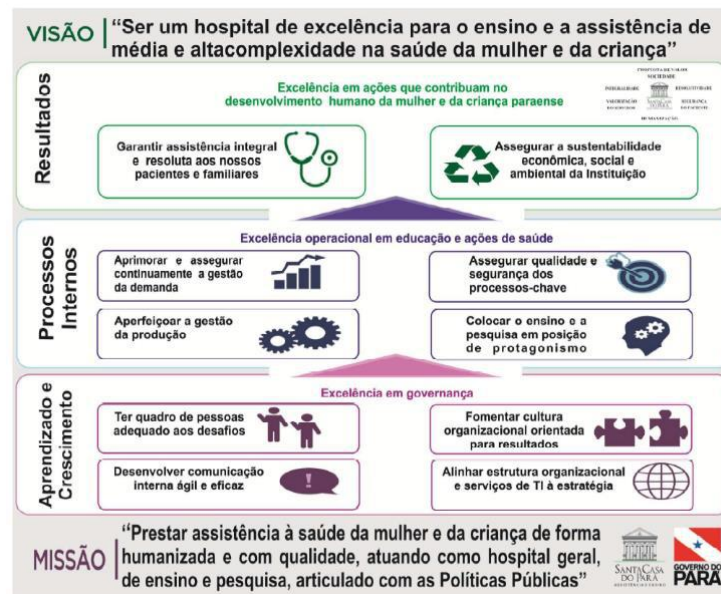 VISÃO
“Ser um hospital de excelência para o ensino e a assistência de
média e altacomplexidade na saúde da mulher e da criança”
Resultados
Excelência em ações que contribuam no
desenvolvimento humano da mulher e da criança paraense
SOCIEDADE
INTEGRALIDADE
RESOLUTIVIDADE
VALORIZAÇÃO
SEGURANÇA
HUMANIZAÇÃO
Garantir assistência integral
e resoluta aos nossos
pacientes e familiares
Assegurar a sustentabilidade
econômica, social e
ambiental da Instituição
Processos
Internos
Excelência operacional em educação e ações de saúde
Aprimorar e assegurar
continuamente a gestão
da demanda
Assegurar qualidade e
segurança dos
processos-chave
Aperfeiçoar a gestão
da produção
Colocar o ensino e a
pesquisa em posição
de protagonismo
Aprendizado e
Crescimento
Excelência em governança
Ter quadro de pessoas
adequado aos desafios
Fomentar cultura
organizacional orientada
para resultados
Desenvolver comunicação
interna ágil e eficaz
!
Alinhar estrutura organizacional
e serviços de TI à estratégia
MISSÃO
“Prestar assistência à saúde da mulher e da criança de forma
humanizada e com qualidade, atuando como hospital geral,
de ensino e pesquisa, articulado com as Políticas Públicas”
SANTA CASA
DO PARÁ
GOVERNO DO
PARÁ